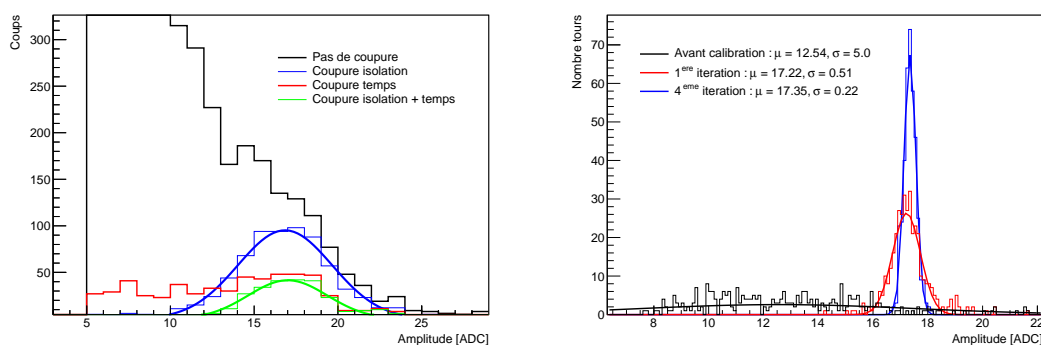 Coups
300
250
200
150
100
50
5 10 15 20 25
Amplitude [ADC]
Pas de coupure
Coupure isolation
Coupure temps
Coupure isolation + temps
Nombre tours
70
60
50
40
30
20
10
0
8 10 12 14 16 18 20 22
Amplitude [ADC]
Avant calibration : μ = 12.54, σ = 5.0
1ere iteration : μ = 17.22, σ = 0.51
4eme iteration : μ = 17.35, σ = 0.22